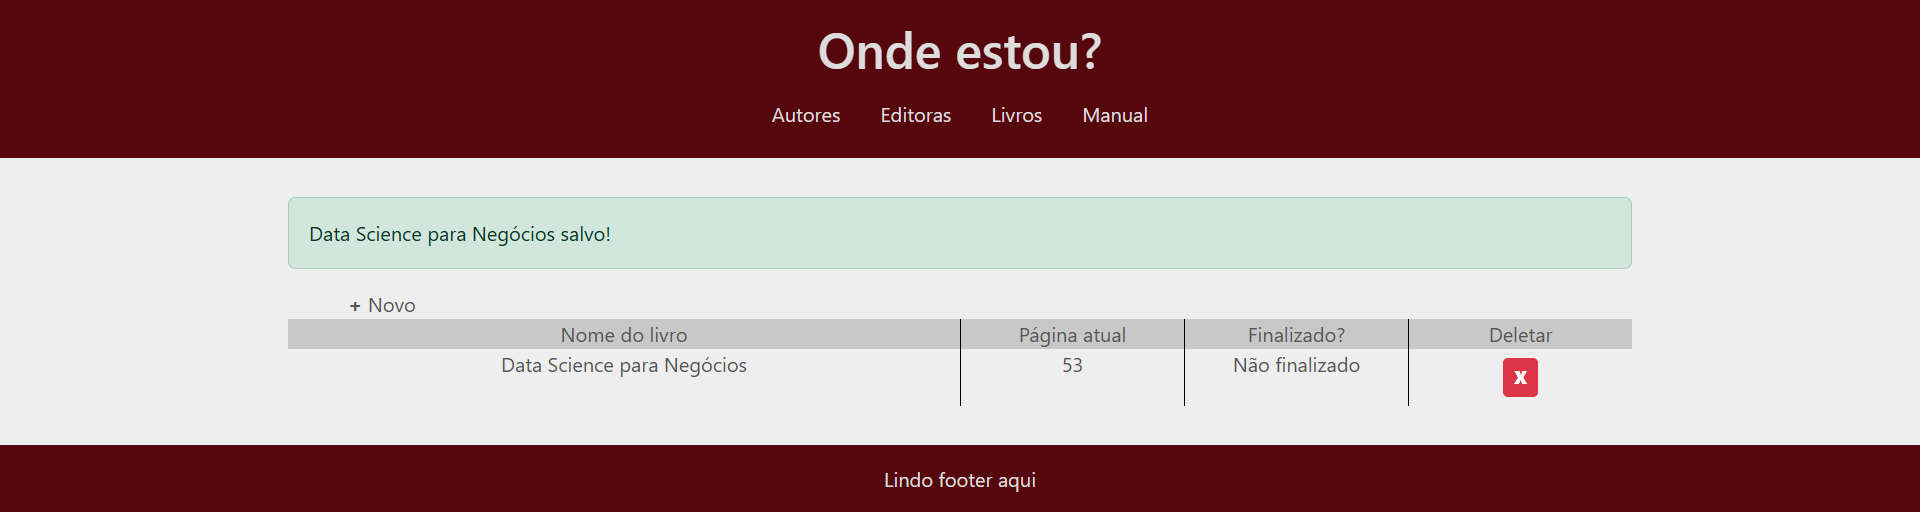 Onde estou?
Autores Editoras Livros Manual
Data Science para Negócios salvo!
+ Novo
Nome do livro Página atual Finalizado? Deletar
Data Science para Negócios 53 Não finalizado X
Lindo footer aqui